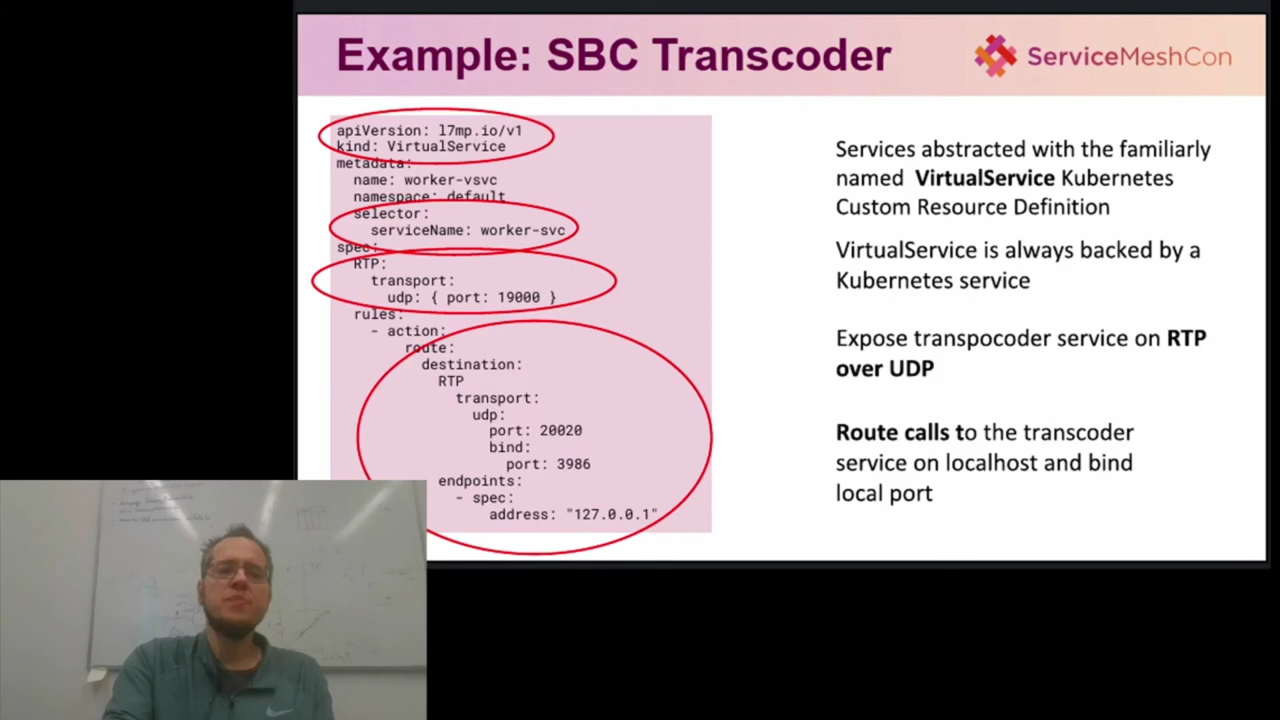 Example: SBC Transcoder
ServiceMeshCon
apiVersion: l7mp.io/v1
kind: VirtualService
metadata:
name: worker-vsvc
namespace: default
selector:
serviceName: worker-svc
spec:
RTP:
transport:
udp: { port: 19000 }
rules:
- action:
route:
destination:
RTP
transport:
udp:
port: 20020
bind:
port: 3986
endpoints:
- spec:
address: "127.0.0.1"
Services abstracted with the familiarly
named VirtualService Kubernetes
Custom Resource Definition
VirtualService is always backed by a
Kubernetes service
Expose transpocoder service on RTP
over UDP
Route calls to the transcoder
service on localhost and bind
local port